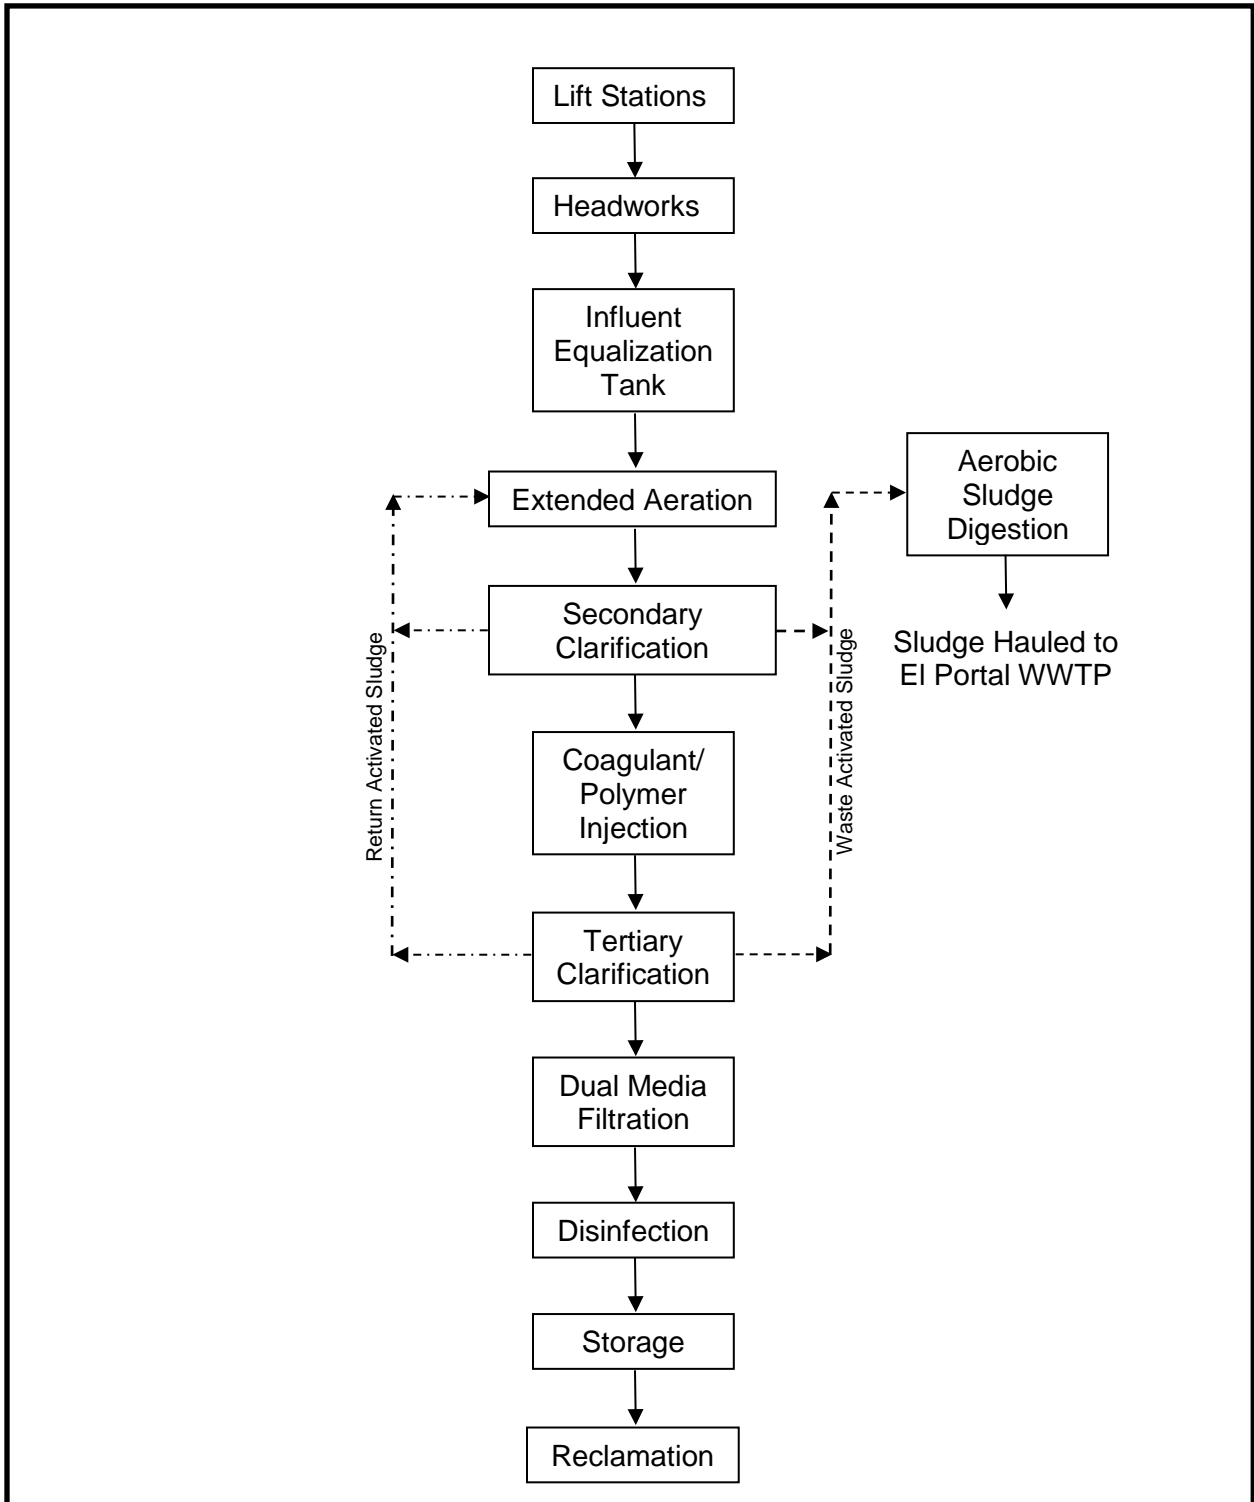 Lift Stations
Headworks
Influent
Equalization
Tank
Extended Aeration
Aerobic
Sludge
Digestion
Secondary
Clarification
Sludge Hauled to
El Portal WWTP
Return Activated Sludge
Waste Activated Sludge
Coagulant/
Polymer
Injection
Tertiary
Clarification
Dual Media
Filtration
Disinfection
Storage
Reclamation